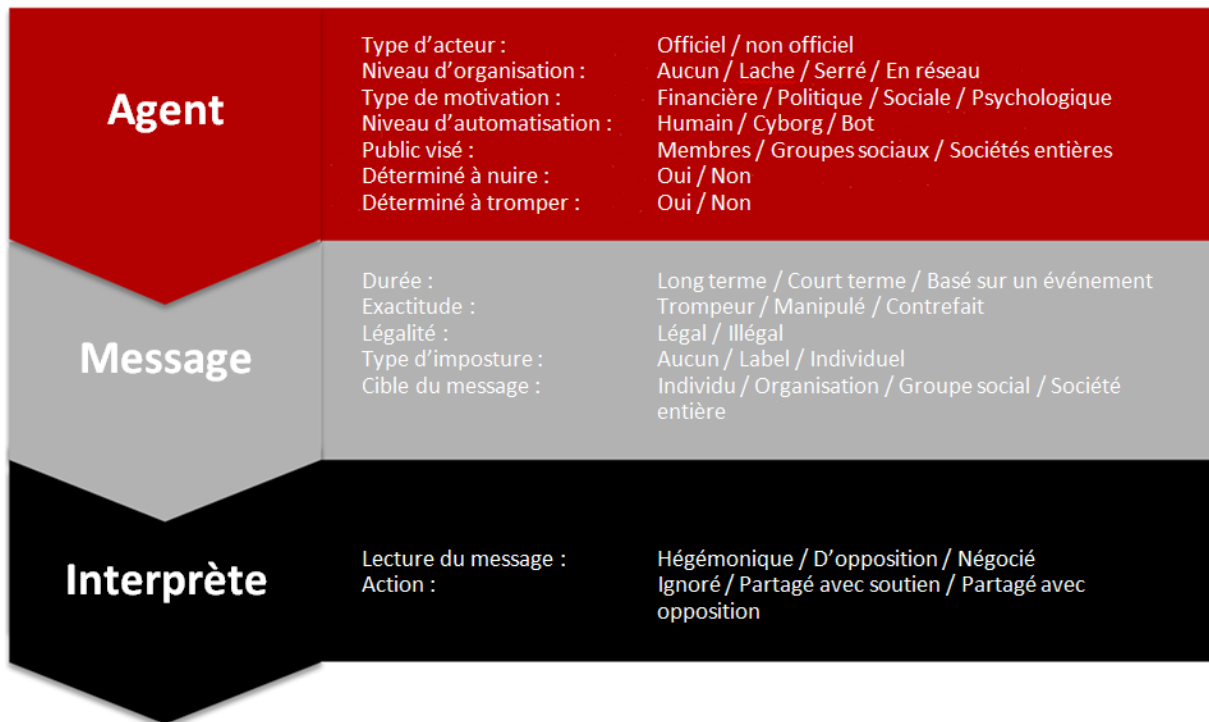 Agent
Type d'acteur : Officiel / non officiel
Niveau d'organisation : Aucun / Lache / Serré / En réseau
Type de motivation : Financière / Politique / Sociale / Psychologique
Niveau d'automatisation : Humain / Cyborg / Bot
Public visé : Membres / Groupes sociaux / Sociétés entières
Déterminé à nuire : Oui / Non
Déterminé à tromper : Oui / Non
Message
Durée : Long terme / Court terme / Basé sur un événement
Exactitude : Trompeur / Manipulé / Contrefait
Légalité : Légal / Illégal
Type d'imposture : Aucun / Label / Individuel
Cible du message : Individu / Organisation / Groupe social / Société
entière
Interprète
Lecture du message : Hégémonique / D'opposition / Négocié
Action : Ignoré / Partagé avec soutien / Partagé avec
opposition